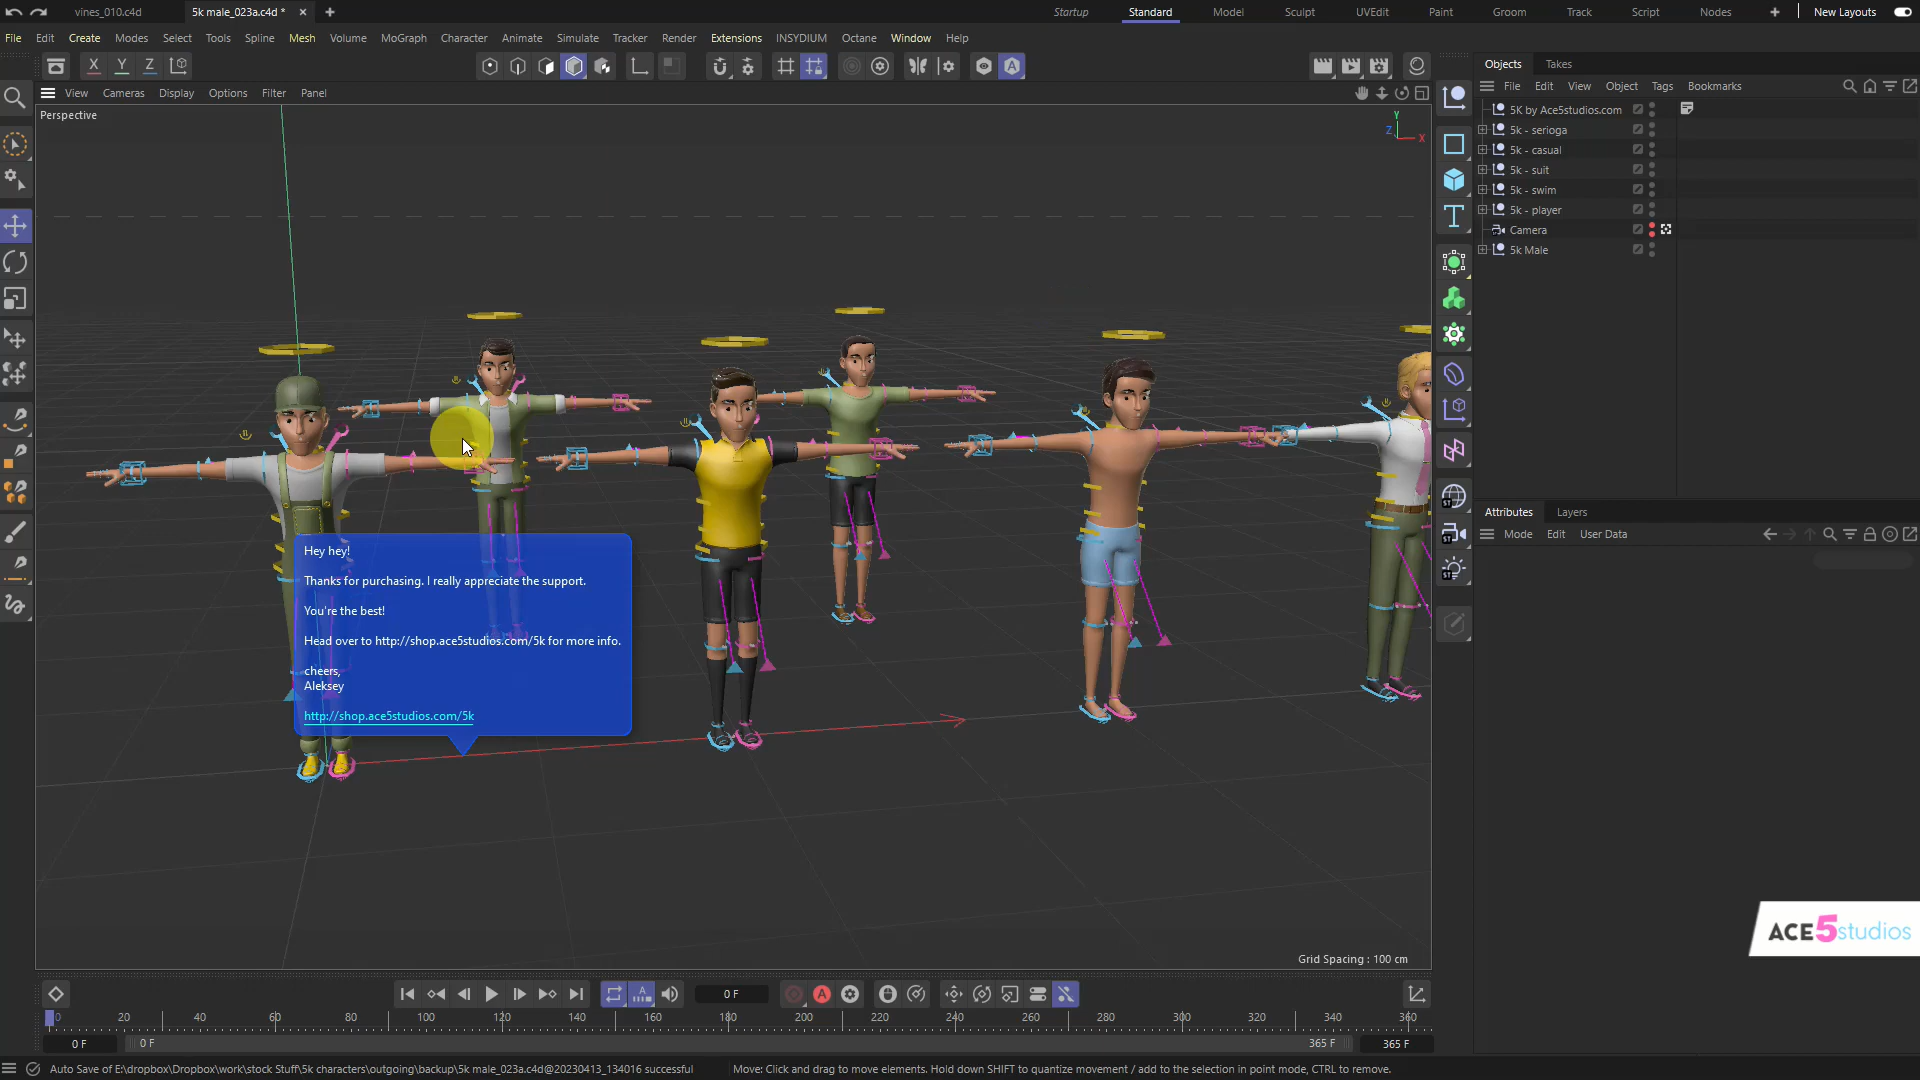 vines_010.c4d
5k male_023a.c4d *
Startup
Standard
Model
Sculpt
UVEdit
Paint
Groom
Track
Script
Nodes
New Layouts
File
Edit
Create
Modes
Select
Tools
Spline
Mesh
Volume
MoGraph
Character
Animate
Simulate
Tracker
Render
Extensions
INSYDIUM
Octane
Window
Help
X
Y
Z
View
Cameras
Display
Options
Filter
Panel
Perspective
Y
Z
X
Hey hey!
Thanks for purchasing. I really appreciate the support.
You're the best!
Head over to http://shop.ace5studios.com/5k for more info.
cheers,
Aleksey
http://shop.ace5studios.com/5k
Grid Spacing : 100 cm
Objects
Takes
File
Edit
View
Object
Tags
Bookmarks
5K by Ace5studios.com
5k - serioga
5k - casual
5k - suit
5k - swim
5k - player
Camera
5k Male
Attributes
Layers
Mode
Edit
User Data
ACE5studios
0 F
0 20 40 60 80 100 120 140 160 180 200 220 240 260 280 300 320 340 360
0 F
0 F
365 F
365 F
Auto Save of E:\dropbox\Dropbox\work\stock Stuff\5k characters\outgoing\backup\5k male_023a.c4d@20230413_134016 successful
Move: Click and drag to move elements. Hold down SHIFT to quantize movement / add to the selection in point mode, CTRL to remove.